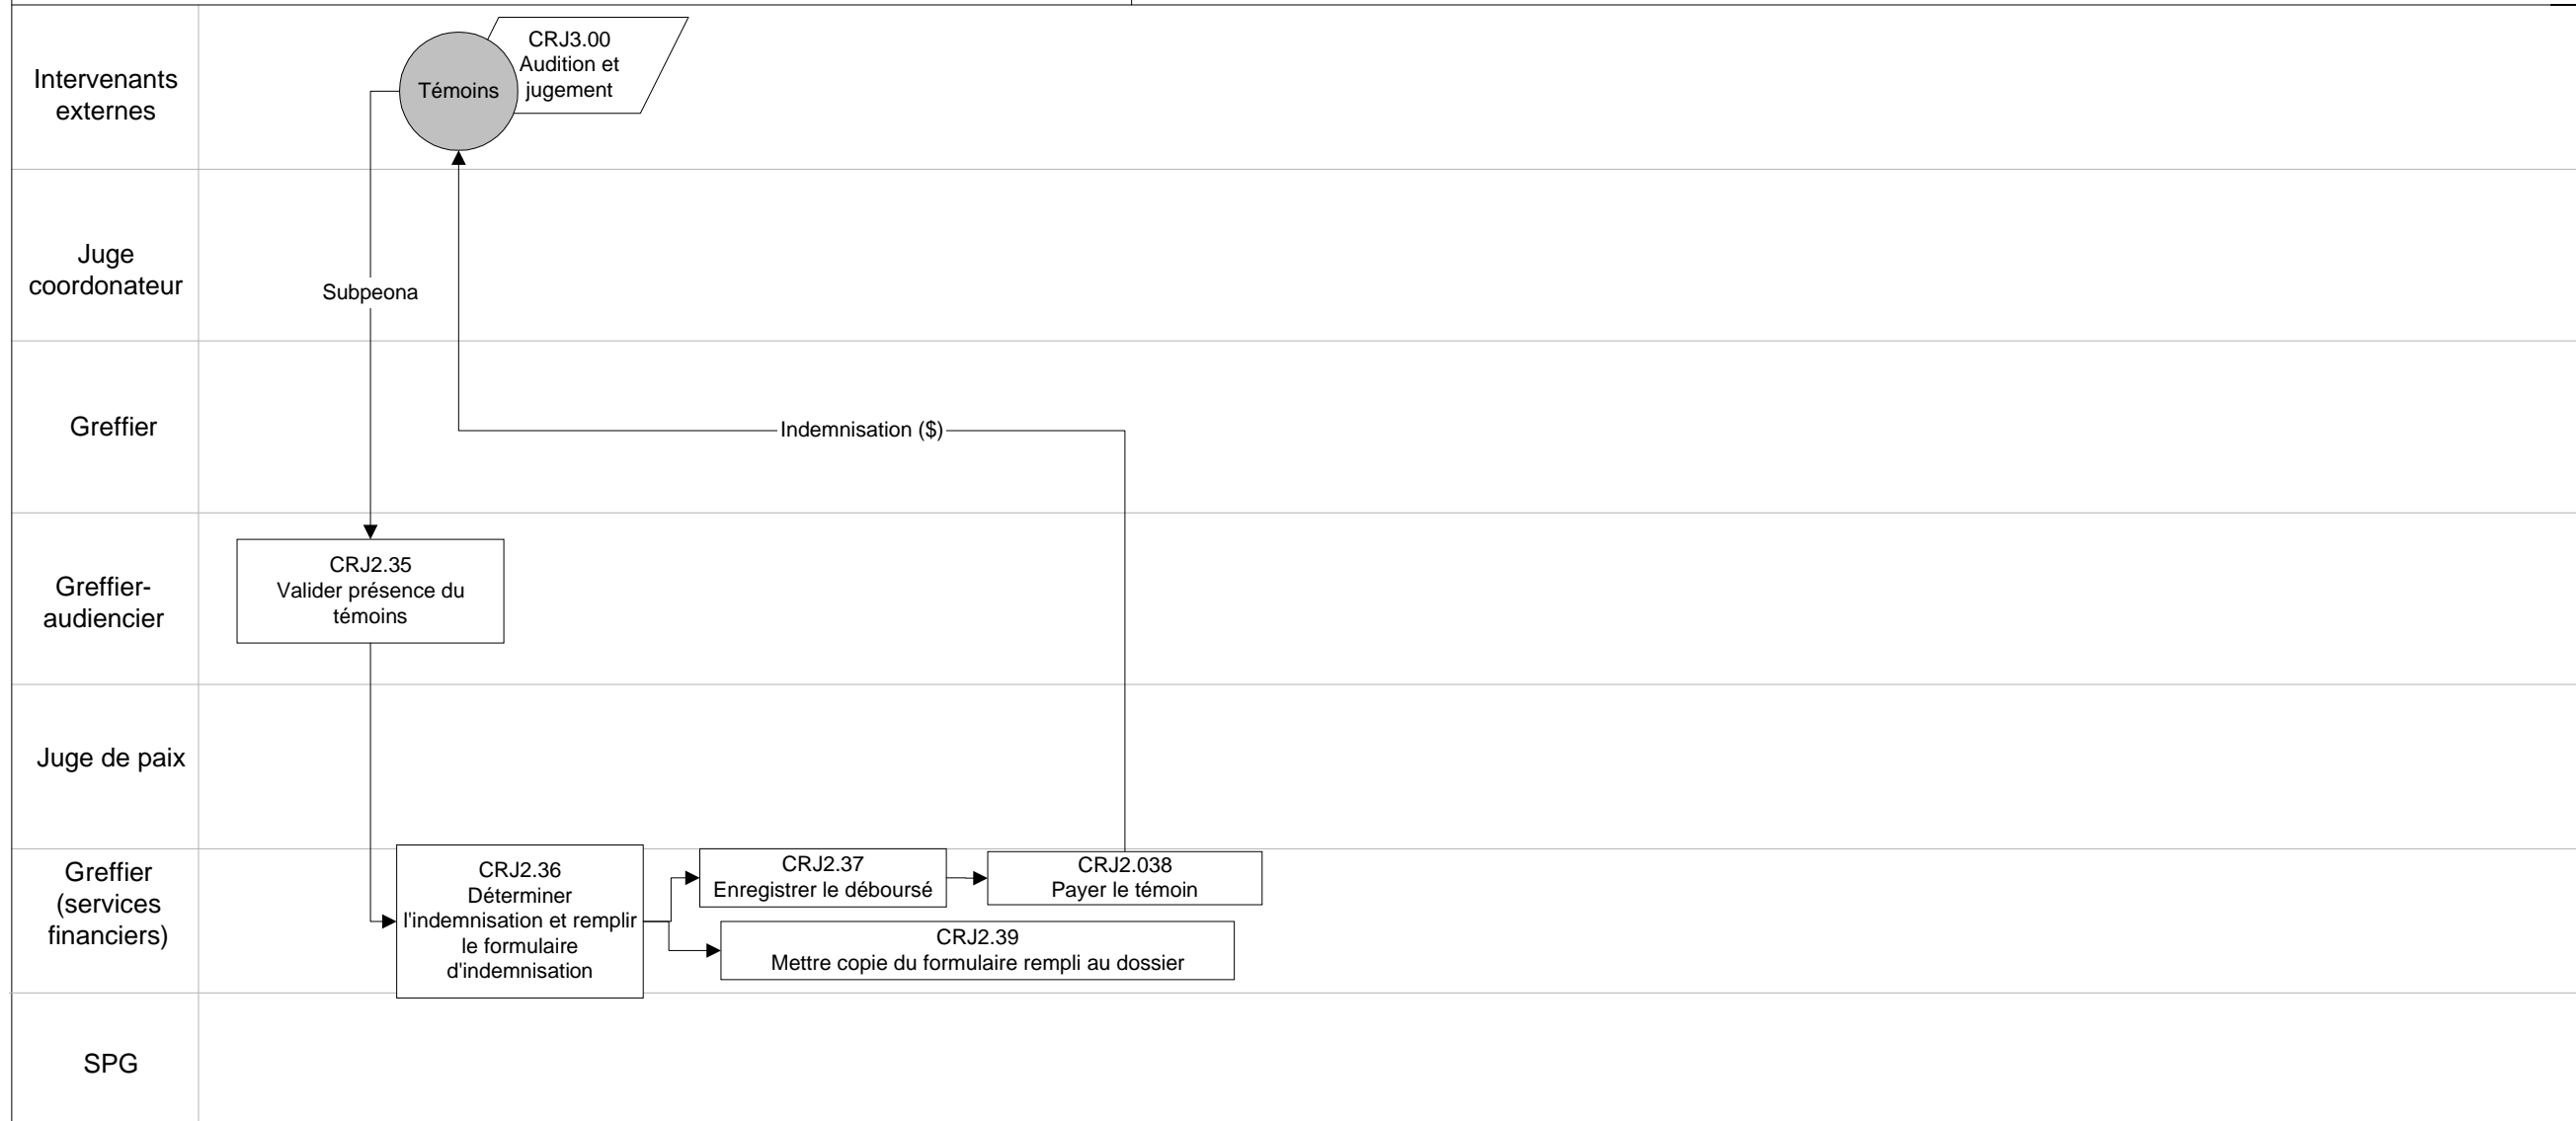 Intervenants
externes
Témoins
CRJ3.00
Audition et
jugement
Juge
coordonateur
Subpeona
Greffier
Indemnisation ($)
Greffier-
audiencier
CRJ2.35
Valider présence du
témoins
Juge de paix
Greffier
(services
financiers)
CRJ2.36
Déterminer
l'indemnisation et remplir
le formulaire
d'indemnisation
CRJ2.37
Enregistrer le déboursé
CRJ2.038
Payer le témoin
CRJ2.39
Mettre copie du formulaire rempli au dossier
SPG